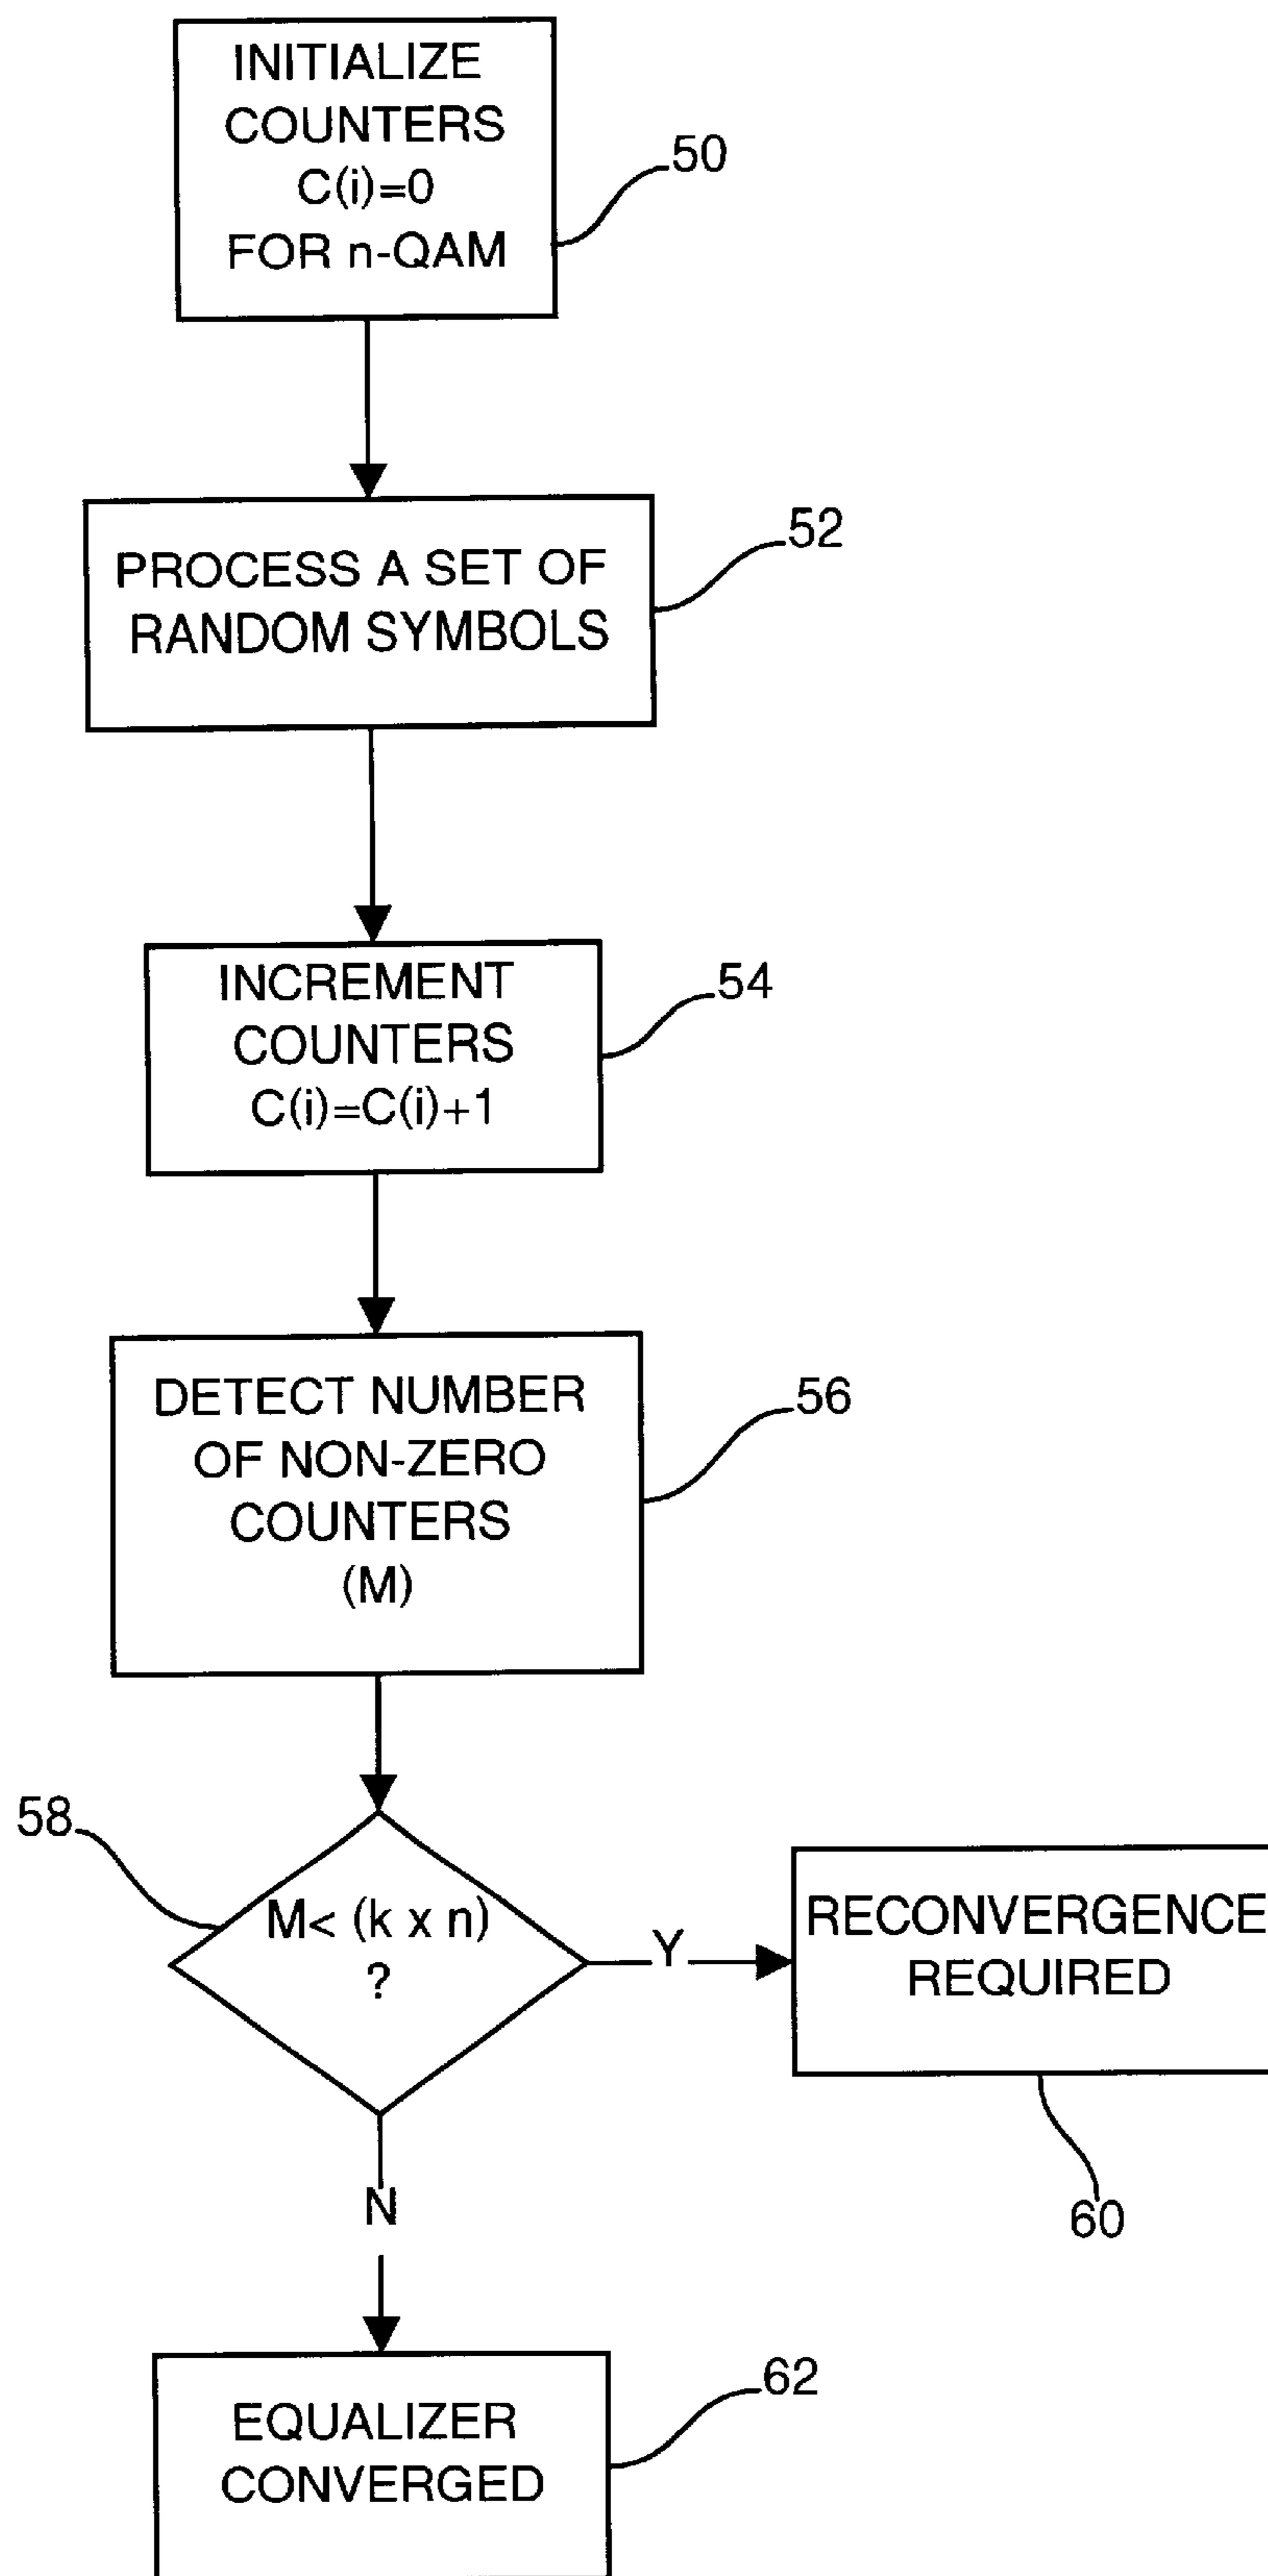 INITIALIZE
COUNTERS
C(i)=0
FOR n-QAM
50
PROCESS A SET OF
RANDOM SYMBOLS
52
INCREMENT
COUNTERS
C(i)=C(i)+1
54
DETECT NUMBER
OF NON-ZERO
COUNTERS
(M)
56
58
M< (k x n)
?
Y
RECONVERGENCE
REQUIRED
60
N
EQUALIZER
CONVERGED
62